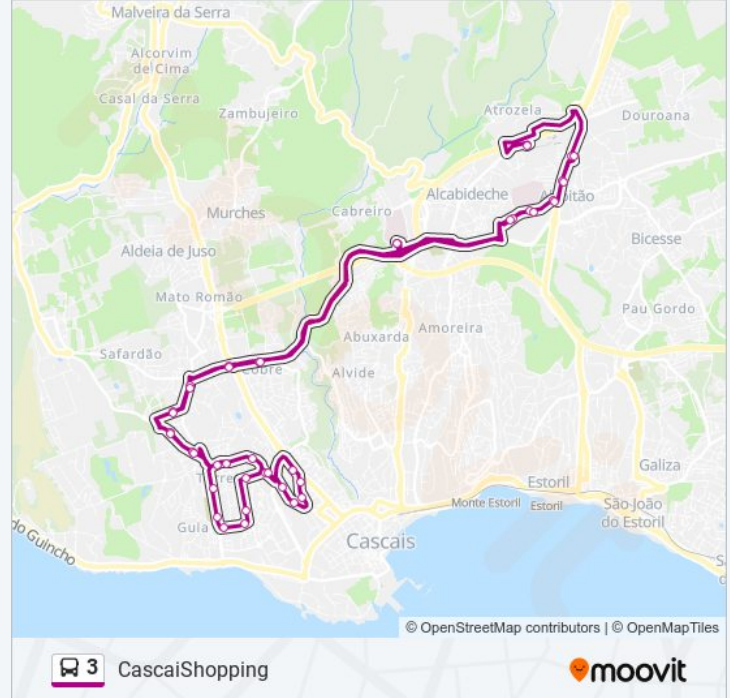 Malveira da Serra
Alcorvim
de Cima
Casal da Serra
Zambujeiro
Atrozela
Douroana
Alcabideche
Murches
Cabreiro
Aldeia de Juso
Bicesse
Mato Romão
Pau Gordo
Amoreira
Abuxarda
Safardão
Alvide
Galiza
Estoril
Monte Estoril
Estoril
São João
do Estoril
Guia
do Guincho
Cascais
© OpenStreetMap contributors | © OpenMapTiles
3 CascaiShopping
moovit